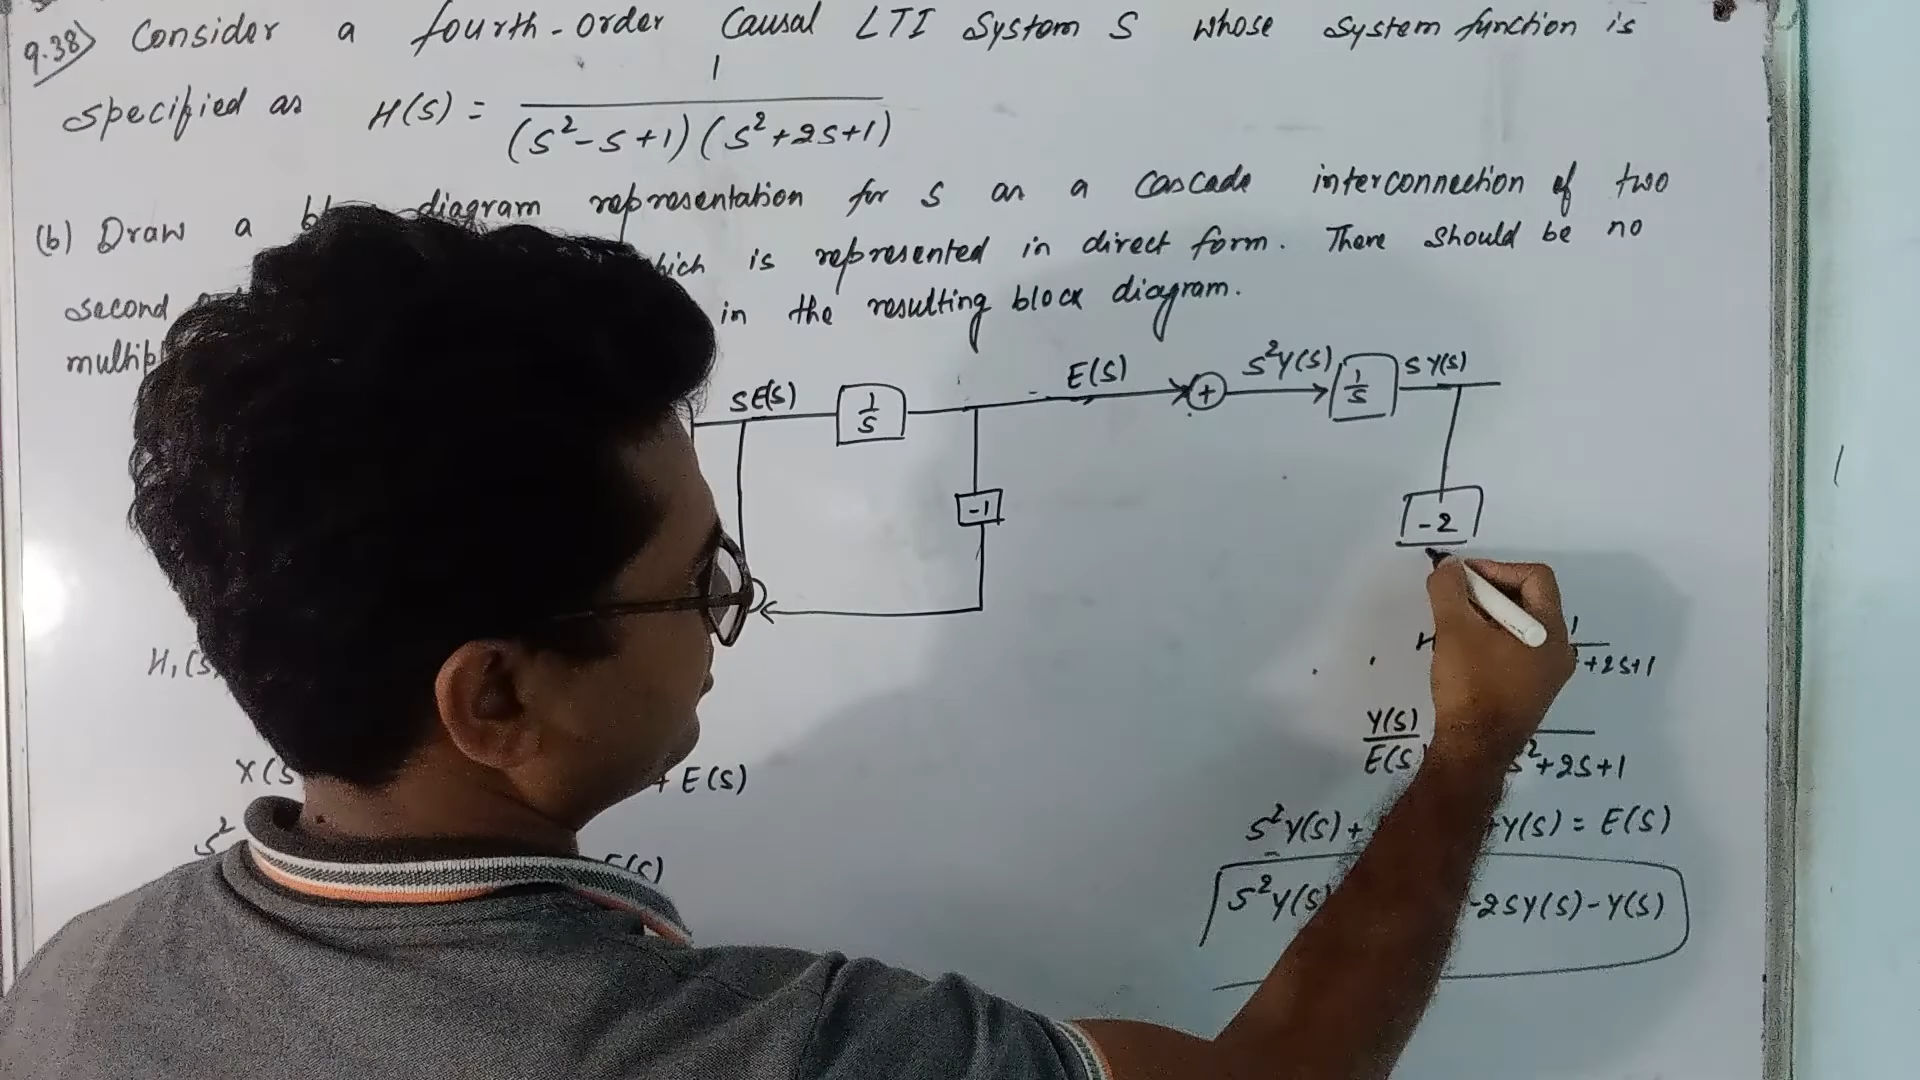 9.38) Consider a fourth-order Causal LTI System S whose System function is
specified as H(s) = 1 / (s²-s+1)(s²+2s+1)
(b) Draw a diagram representation for S as a Cascade interconnection of two
second which is represented in direct form. There should be no
in the resulting block diagram.
SE(s) 1/s E(s) + s²Y(s) 1/s SY(s)
-1 -2
H₁(s 1
+2s+1
Y(s)
E(s s²+2s+1
X(s + E(s)
s²Y(s)+ +Y(s) = E(s)
s² E(s)
s²Y(s) -2sY(s)-Y(s)